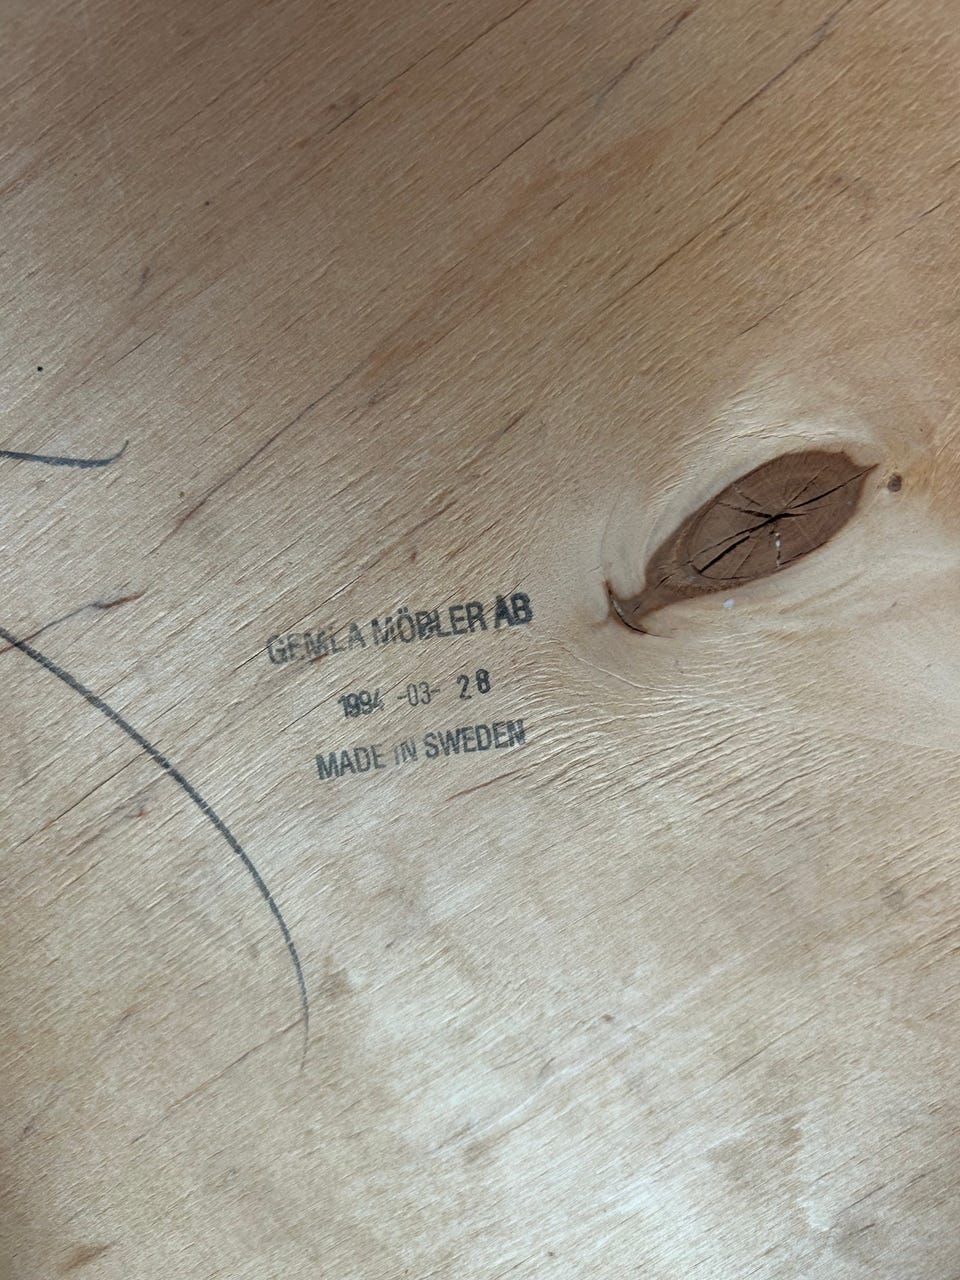 GEMLA MÖBLER AB
1994 -03- 28
MADE IN SWEDEN